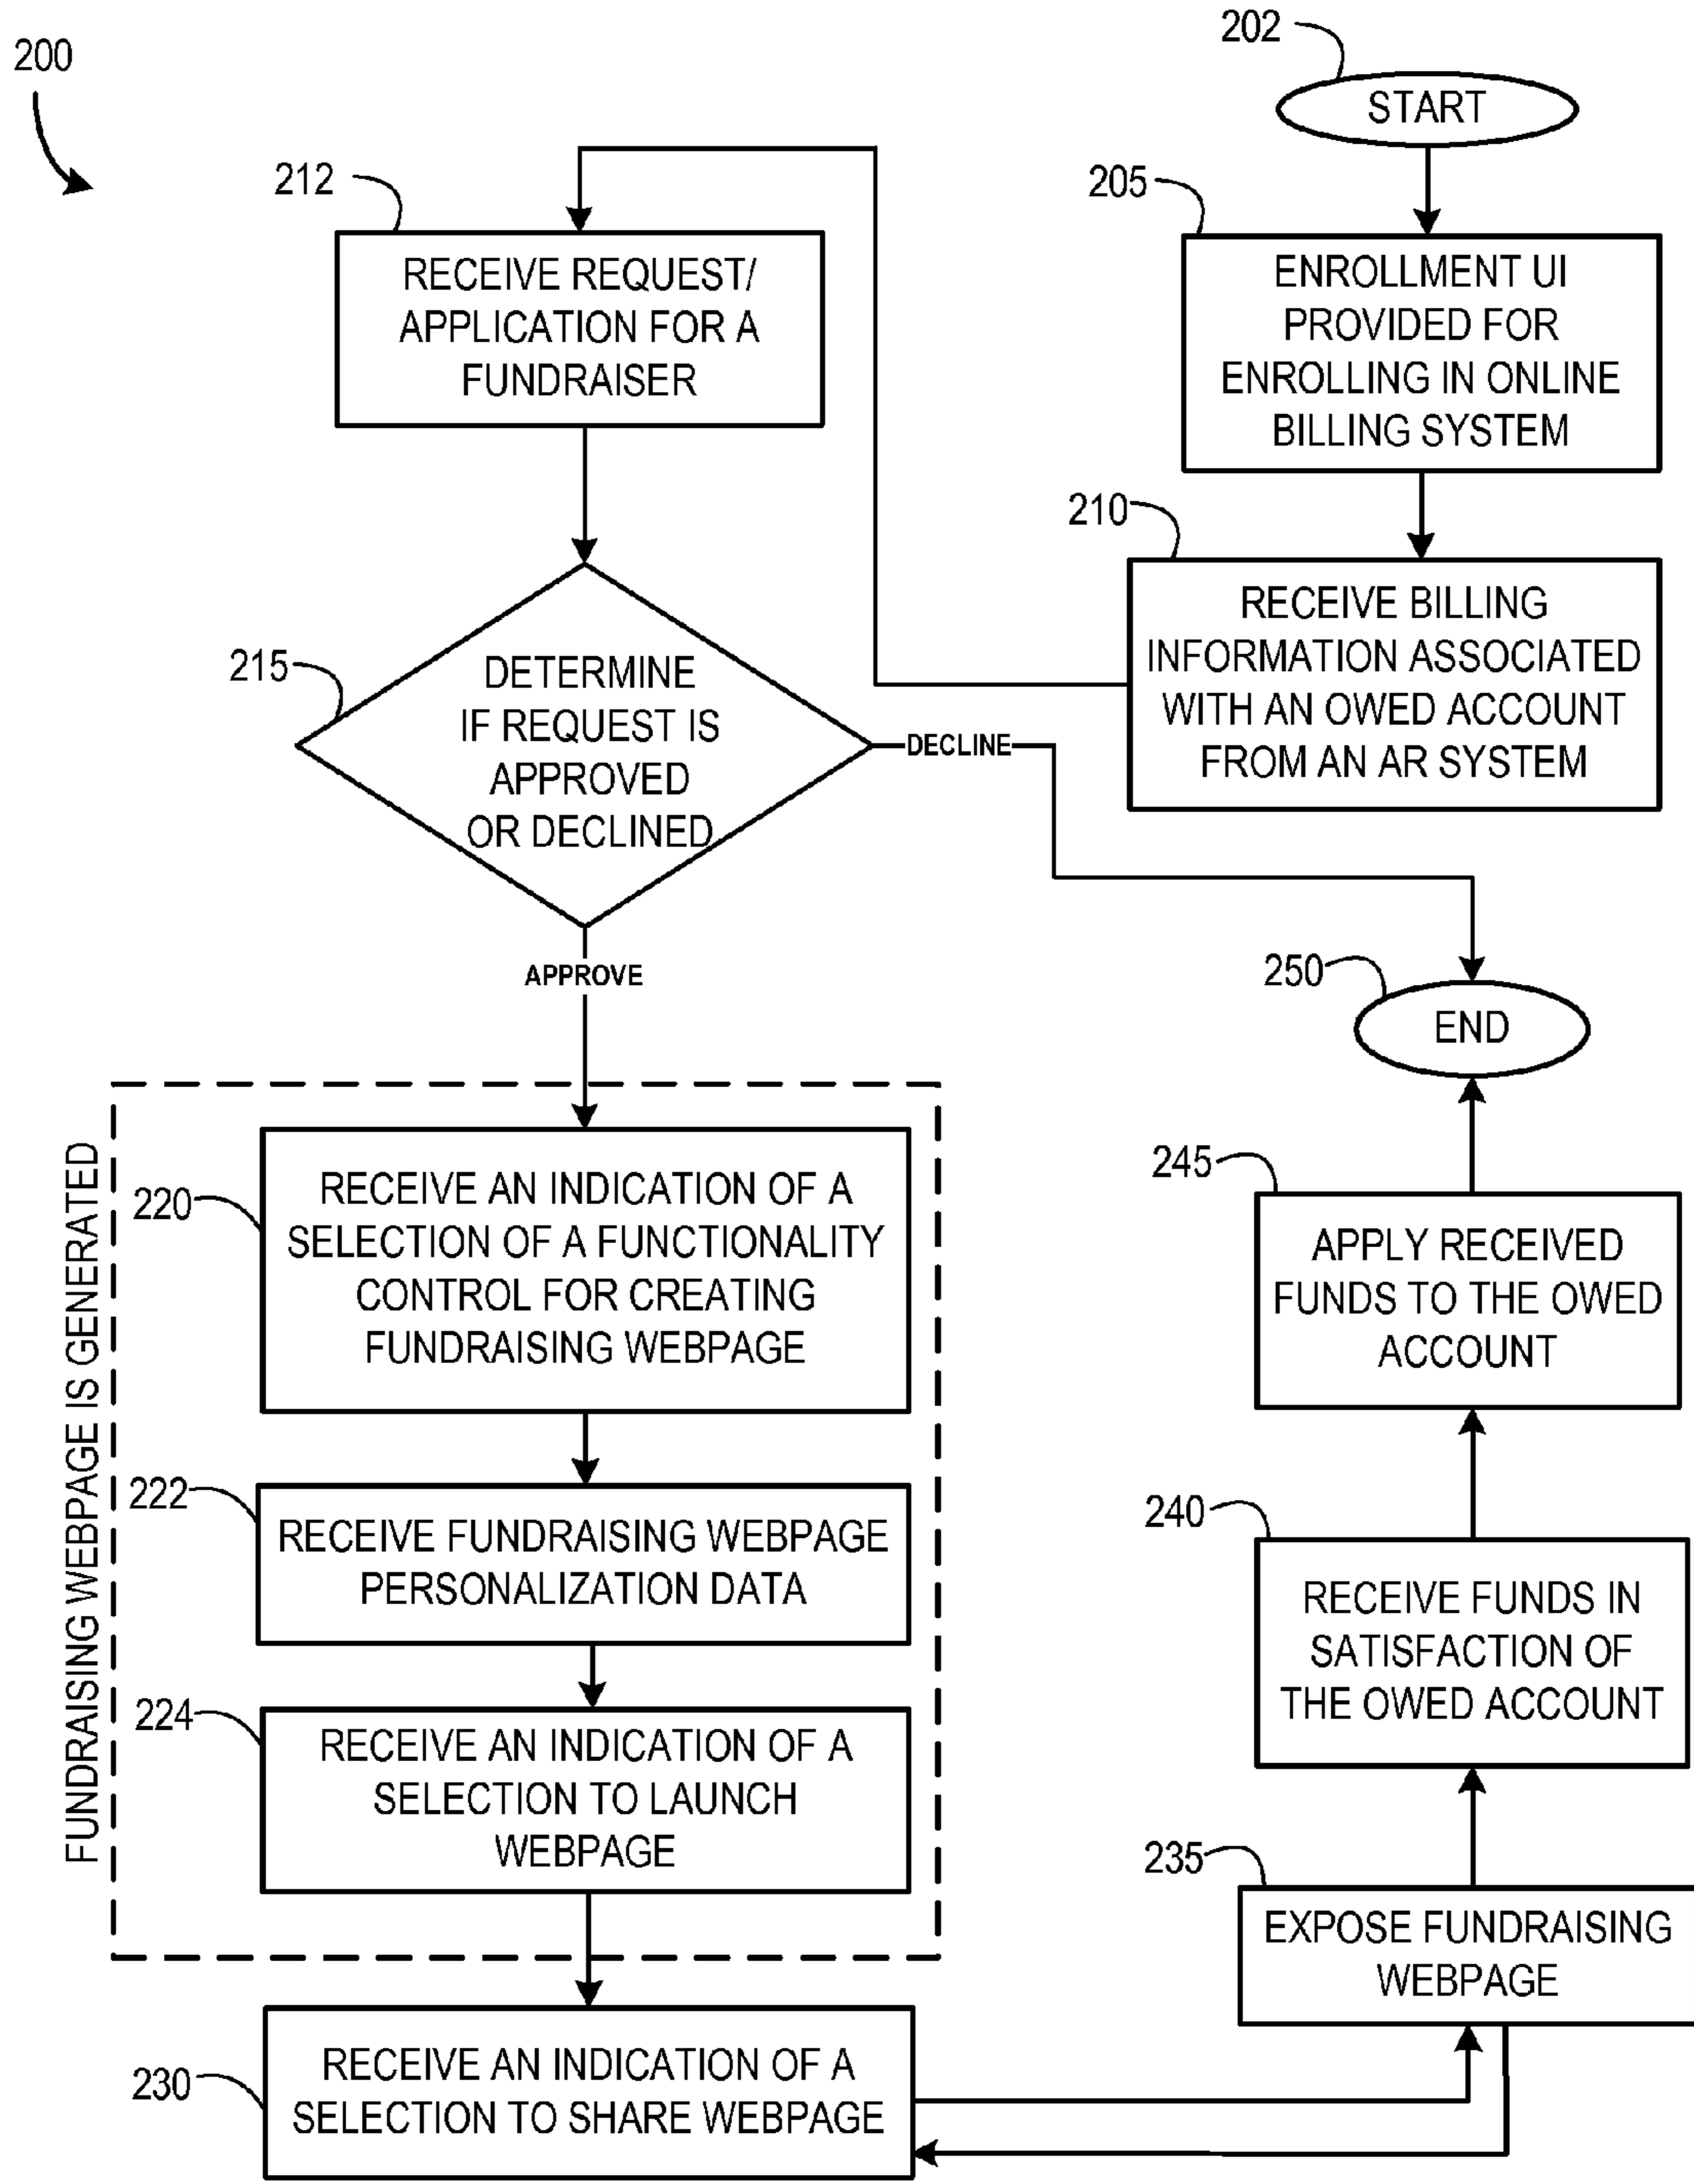 200
202
START
205
ENROLLMENT UI
PROVIDED FOR
ENROLLING IN ONLINE
BILLING SYSTEM
210
RECEIVE BILLING
INFORMATION ASSOCIATED
WITH AN OWED ACCOUNT
FROM AN AR SYSTEM
212
RECEIVE REQUEST/
APPLICATION FOR A
FUNDRAISER
215
DETERMINE
IF REQUEST IS
APPROVED
OR DECLINED
DECLINE
APPROVE
FUNDRAISING WEBPAGE IS GENERATED
220
RECEIVE AN INDICATION OF A
SELECTION OF A FUNCTIONALITY
CONTROL FOR CREATING
FUNDRAISING WEBPAGE
222
RECEIVE FUNDRAISING WEBPAGE
PERSONALIZATION DATA
224
RECEIVE AN INDICATION OF A
SELECTION TO LAUNCH
WEBPAGE
230
RECEIVE AN INDICATION OF A
SELECTION TO SHARE WEBPAGE
235
EXPOSE FUNDRAISING
WEBPAGE
240
RECEIVE FUNDS IN
SATISFACTION OF
THE OWED ACCOUNT
245
APPLY RECEIVED
FUNDS TO THE OWED
ACCOUNT
250
END